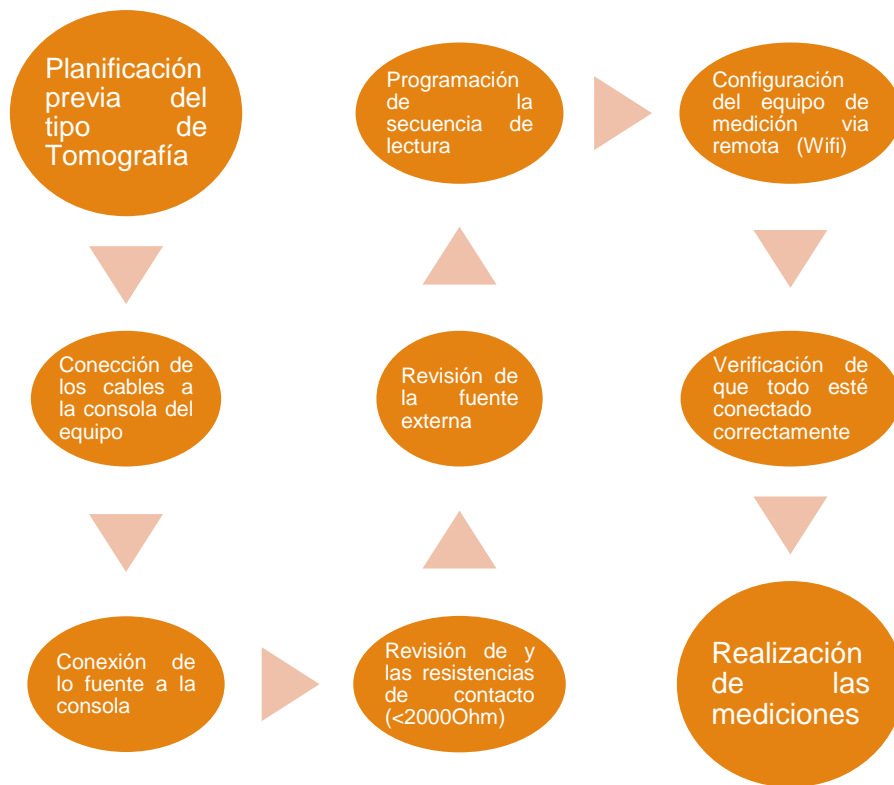 Planificación
previa del
tipo de
Tomografía
Conección de
los cables a
la consola del
equipo
Conexión de
lo fuente a la
consola
Revisión de y
las resistencias
de contacto
(<2000Ohm)
Revisión de
la fuente
externa
Programación
de la
secuencia de
lectura
Configuración
del equipo de
medición via
remota (Wifi)
Verificación de
que todo esté
conectado
correctamente
Realización
de las
mediciones